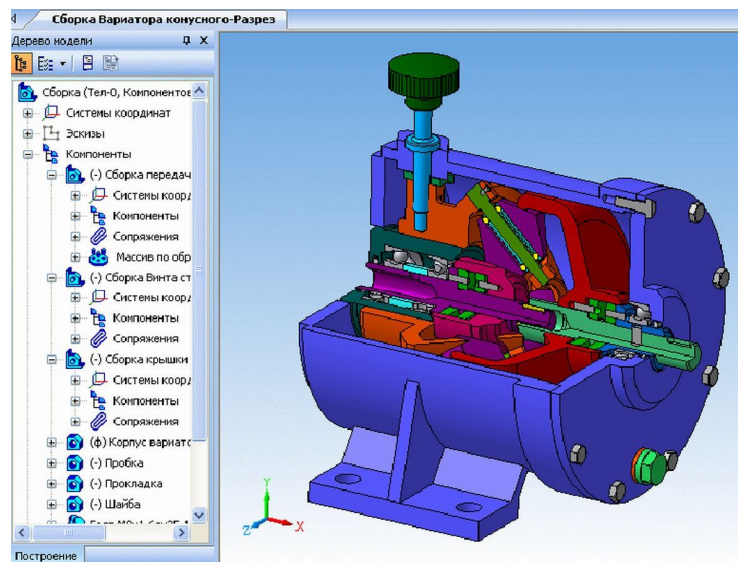 Сборка Вариатора конусного-Разрез
Дерево модели
Сборка (Тел-0, Компонентов
Системы координат
Эскизы
Компоненты
(-) Сборка передач
Системы коорд
Компоненты
Сопряжения
Массив по обр
(-) Сборка Винта ст
Системы коорд
Компоненты
Сопряжения
(-) Сборка крышки
Системы коорд
Компоненты
Сопряжения
(ф) Корпус вариато
(-) Пробка
(-) Прокладка
(-) Шайба
Y
Z X
Построение